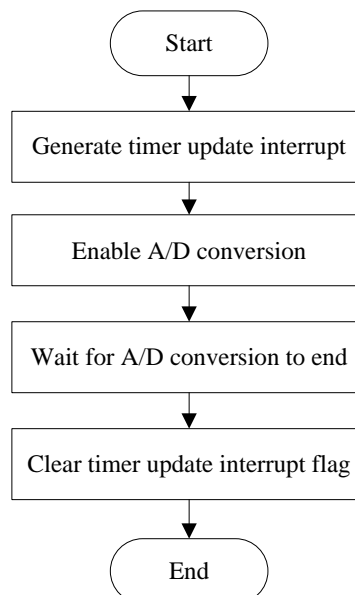 Start
Generate timer update interrupt
Enable A/D conversion
Wait for A/D conversion to end
Clear timer update interrupt flag
End